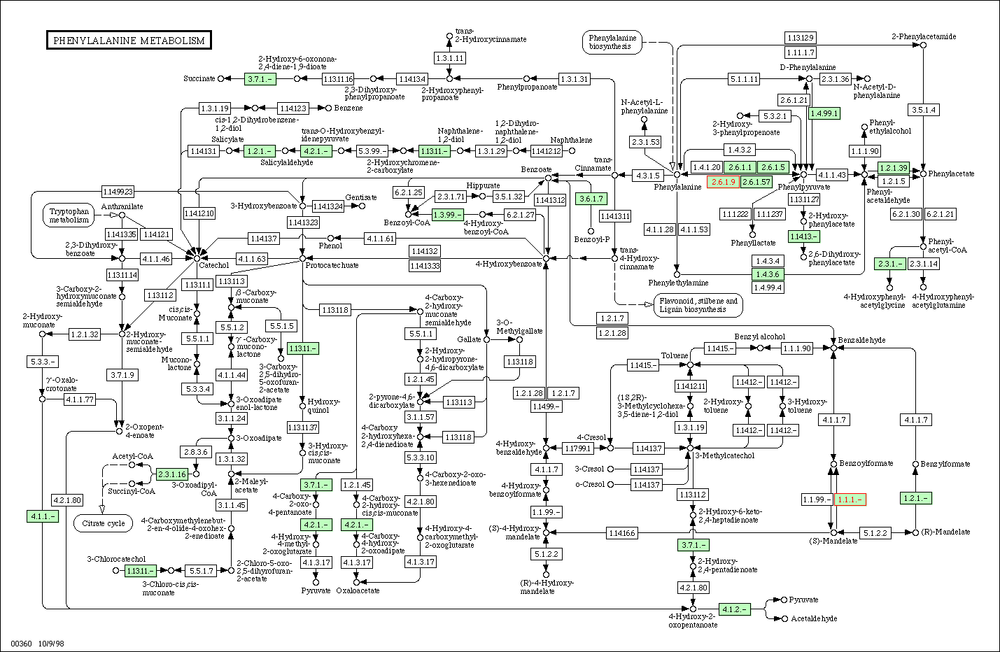 PHENYLALANINE METABOLISM
trans-
2-Hydroxycinnamate
1.3.1.11
Phenylalanine
biosynthesis
1.13.12.9
1.11.1.7
2-Phenylacetamide
2-Hydroxy-6-oxonona-
2,4-diene-1,9-dioate
Succinate
3.7.1.-
1.13.11.16
1.14.13.4
1.3.1.31
2,3-Dihydroxy-
phenylpropanoate
2-Hydroxyphenyl-
propanoate
Phenylpropanoate
D-Phenylalanine
5.1.1.11
2.3.1.36
N-Acetyl-D-
phenylalanine
2.6.1.21
1.4.99.1
3.5.1.4
1.3.1.19
1.14.12.3
Benzene
cis-1,2-Dihydrobenzene-
1,2-diol
N-Acetyl-L-
phenylalanine
5.3.2.1
2-Hydroxy-
3-phenylpropenoate
Phenyl-
ethylalcohol
trans-O-Hydroxybenzyl-
idenepyruvate
Naphthalene-
1,2-diol
1,2-Dihydro-
naphthalene-
1,2-diol
Naphthalene
Salicylate
1.14.13.1
1.2.1.-
4.2.1.-
5.3.99.-
1.13.11.-
1.3.1.29
1.14.12.12
Salicylaldehyde
2-Hydroxychromene-
2-carboxylate
2.3.1.53
1.4.3.2
1.1.1.90
trans-
Cinnamate
Benzoate
4.3.1.5
1.4.1.20
2.6.1.1
2.6.1.5
2.6.1.9
2.6.1.57
4.1.1.43
1.2.1.39
1.2.1.5
Phenylacetate
Phenylalanine
Phenylpyruvate
Phenyl-
acetaldehyde
1.14.99.23
6.2.1.25
Hippurate
2.3.1.71
3.5.1.32
1.14.13.12
3.6.1.7
1.13.11.27
Tryptophan
metabolism
Anthranilate
1.14.12.10
3-Hydroxybenzoate
1.14.13.24
Gentisate
1.14.13.23
Benzoyl-CoA
1.3.99.-
4-Hydroxy-
benzoyl-CoA
6.2.1.27
1.14.13.11
1.1.1.222
1.1.1.237
2-Hydroxy-
phenylacetate
6.2.1.30
6.2.1.21
1.14.13.35
1.14.12.1
1.14.13.7
Phenol
4.1.1.61
Benzoyl-P
4.1.1.28
4.1.1.53
Phenyllactate
1.14.13.-
2,3-Dihydroxy-
benzoate
4.1.1.46
Catechol
4.1.1.63
Protocatechuate
1.14.13.2
1.14.13.33
4-Hydroxybenzoate
trans-
4-Hydroxy-
cinnamate
2,6-Dihydroxy-
phenylacetate
Phenyl-
acetyl-CoA
1.4.3.4
1.4.3.6
1.4.99.4
2.3.1.-
2.3.1.14
Phenylethylamine
1.13.11.14
1.13.11.2
1.13.11.1
1.13.11.3
3-Carboxy-2-
hydroxymuconate
semialdehyde
β-Carboxy-
muconate
4-Carboxy-
2-hydroxy-
muconate
semialdehyde
Flavonoid, stilbene and
Lignin biosynthesis
4-Hydroxyphenyl-
acetylglycine
4-Hydroxyphenyl-
acetylglutamine
2-Hydroxy-
muconate
1.2.1.32
2-Hydroxy-
muconate-
semialdehyde
cis,cis-
Muconate
5.5.1.2
5.5.1.5
1.13.11.8
3-O-
Methylgallate
1.2.1.7
1.2.1.28
5.5.1.1
γ-Carboxy-
mucono-
lactone
1.13.11.-
5.5.1.1
Gallate
Benzyl alcohol
1.14.15.-
1.1.1.90
Benzaldehyde
5.3.3.-
Mucono-
lactone
3-Carboxy-
2,5-dihydro-
5-oxofuran-
2-acetate
2-Hydroxy-
2-hydropyrone-
4,6-dicarboxylate
1.13.11.8
Toluene
1.14.15.-
3.7.1.9
4.1.1.44
1.2.1.45
γ-Oxalo-
crotonate
5.3.3.4
1.14.12.11
1.14.12.-
1.14.12.-
4.1.1.77
3-Oxoadipate
enol-lactone
Hydroxy-
quinol
2-pyrone-4,6-
dicarboxylate
1.13.11.3
1.2.1.28
1.2.1.7
1.14.99.-
(1S,2R)-
3-Methylcyclohexa-
3,5-diene-1,2-diol
2-Hydroxy-
toluene
3-Hydroxy-
toluene
3.1.1.24
3.1.1.57
4.1.1.7
4.1.1.7
2-Oxopent-
4-enoate
1.13.11.37
4-Carboxy
2-hydroxyhexa-
2,4-dienedioate
1.13.11.8
1.3.1.19
1.14.12.-
1.14.12.-
3-Oxoadipate
4-Cresol
2.8.3.6
3-Hydroxy-
cis,cis-
muconate
4-Hydroxy-
benzaldehyde
1.17.99.1
1.14.13.7
3-Methylcatechol
Acetyl-CoA
1.3.1.32
5.3.3.10
2.3.1.16
3-Oxoadipyl-
CoA
3-Cresol
1.14.13.7
4.1.1.7
Benzoylformate
Benzylformate
Succinyl-CoA
2-Maleyl-
acetate
3.7.1.-
1.2.1.45
4-Carboxy-2-oxo-
3-hexenedioate
o-Cresol
1.14.13.7
4-Hydroxy-
benzoylformate
1.13.11.2
1.1.99.-
1.1.1.-
1.2.1.-
4.2.1.80
3.1.1.45
4-Carboxy-
2-oxo-
4-pentanoate
4-Carboxy-
2-hydroxy-
cis,cis-muconate
4.2.1.80
1.1.99.-
4.1.1.-
Citrate cycle
4-Carboxymethylenebut-
2-en-4-olide-4-oxohex-
2-enedioate
4.2.1.-
4.2.1.-
2-Hydroxy-6-keto-
2,4-heptadienoate
(S)-4-Hydroxy
mandelate
1.14.16.6
(S)-Mandelate
5.1.2.2
(R)-Mandelate
4-Hydroxy-
4-methyl-
2-oxoglutarate
4-Carboxy-
4-hydroxy-
2-oxoadipate
4-Hydroxy-4-
carboxymethyl-
2-oxoglutarate
3.7.1.-
5.1.2.2
3-Chlorocatechol
1.13.11.-
5.5.1.7
2-Chloro-5-oxo-
2,5-dihydrofuran-
2-acetate
4.1.3.17
4.1.3.17
4.1.3.17
2-Hydroxy-
2,4-pentadienoate
3-Chloro-cis,cis-
muconate
Pyruvate
Oxaloacetate
(R)-4-Hydroxy-
mandelate
4.2.1.80
4-Hydroxy-2-
oxopentanoate
4.1.2.-
Pyruvate
Acetaldehyde
00360 10/9/98